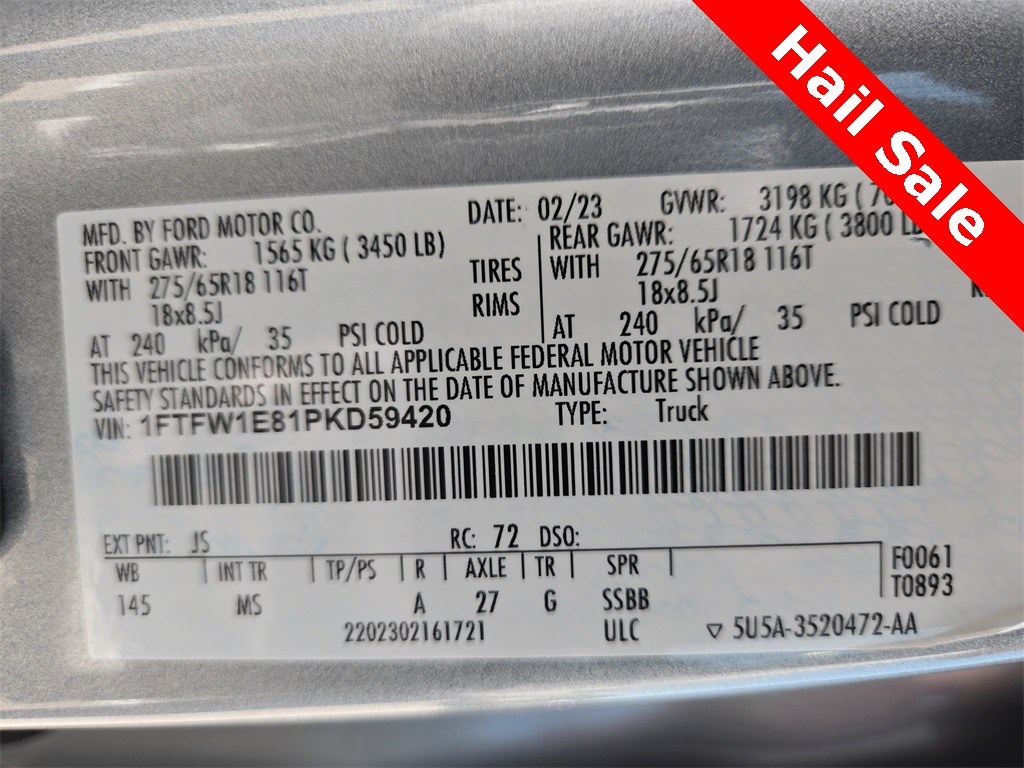 Hail Sale
MFD. BY FORD MOTOR CO. DATE: 02/23 GVWR: 3198 KG (
FRONT GAWR: 1565 KG ( 3450 LB) REAR GAWR: 1724 KG ( 3800
WITH 275/65R18 116T TIRES WITH 275/65R18 116T
18x8.5J RIMS 18x8.5J
AT 240 kPa/ 35 PSI COLD AT 240 kPa/ 35 PSI COLD
THIS VEHICLE CONFORMS TO ALL APPLICABLE FEDERAL MOTOR VEHICLE
SAFETY STANDARDS IN EFFECT ON THE DATE OF MANUFACTURE SHOWN ABOVE.
VIN: 1FTFW1E81PKD59420 TYPE: Truck
EXT PNT: JS RC: 72 DSO:
WB INT TR TP/PS R AXLE TR SPR F0061
145 MS A 27 G SSBB T0893
2202302161721 ULC ▽ 5U5A-3520472-AA